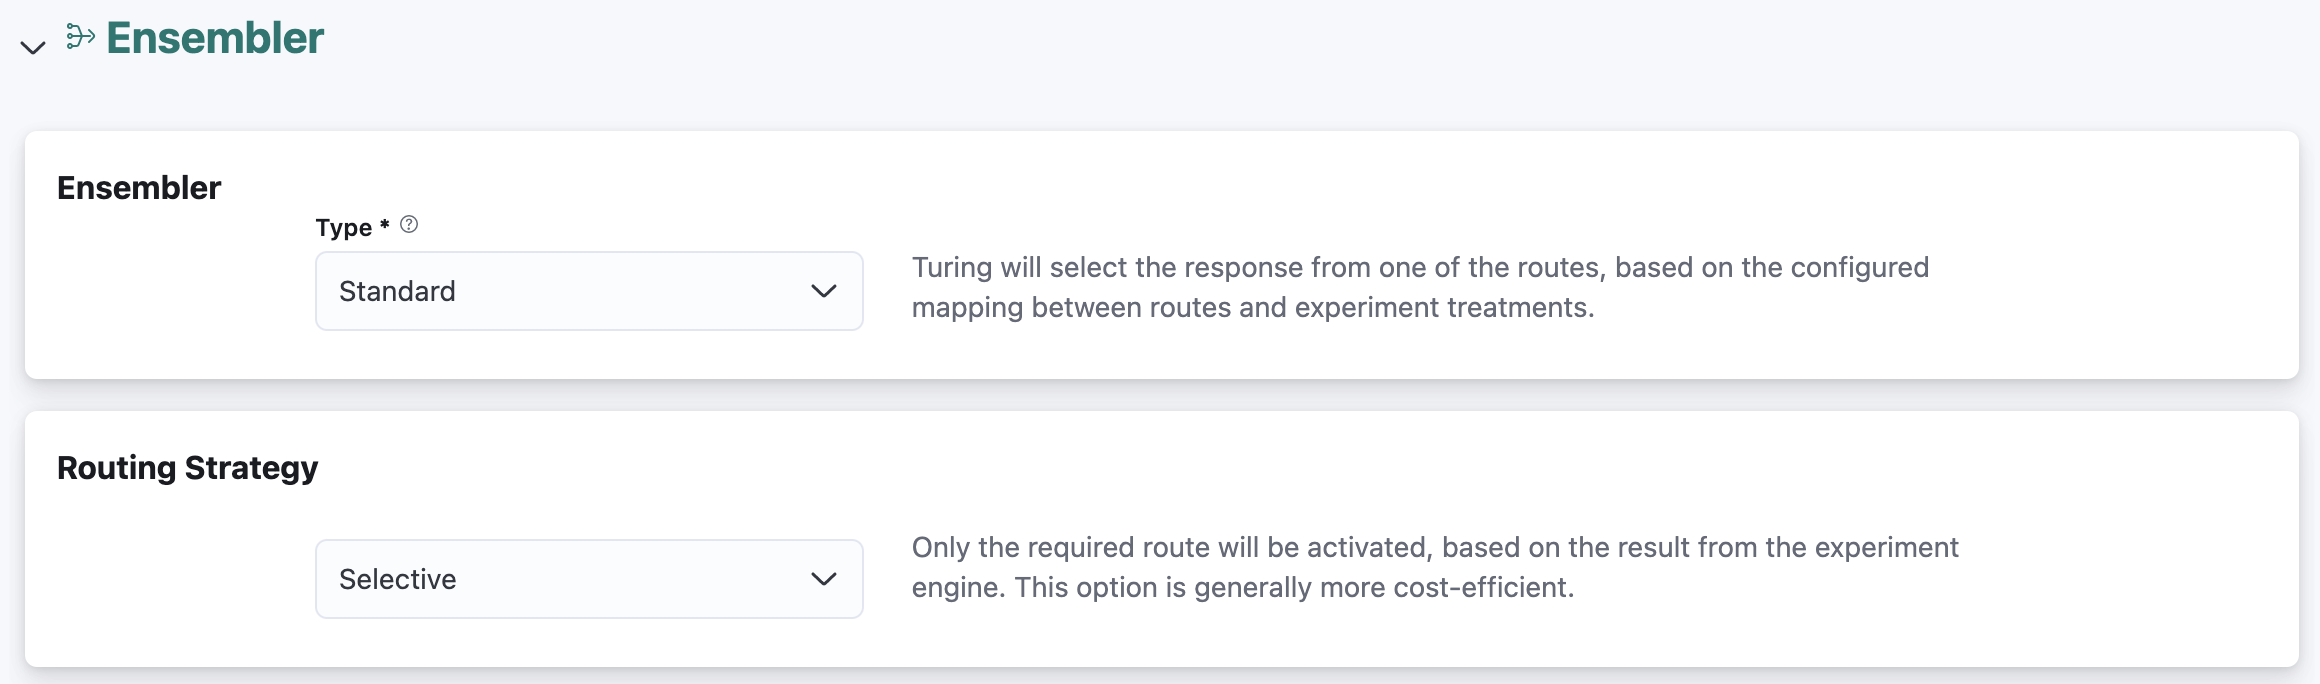 Ensembler
Ensembler
Type *
Standard
Turing will select the response from one of the routes, based on the configured
mapping between routes and experiment treatments.
Routing Strategy
Selective
Only the required route will be activated, based on the result from the experiment
engine. This option is generally more cost-efficient.